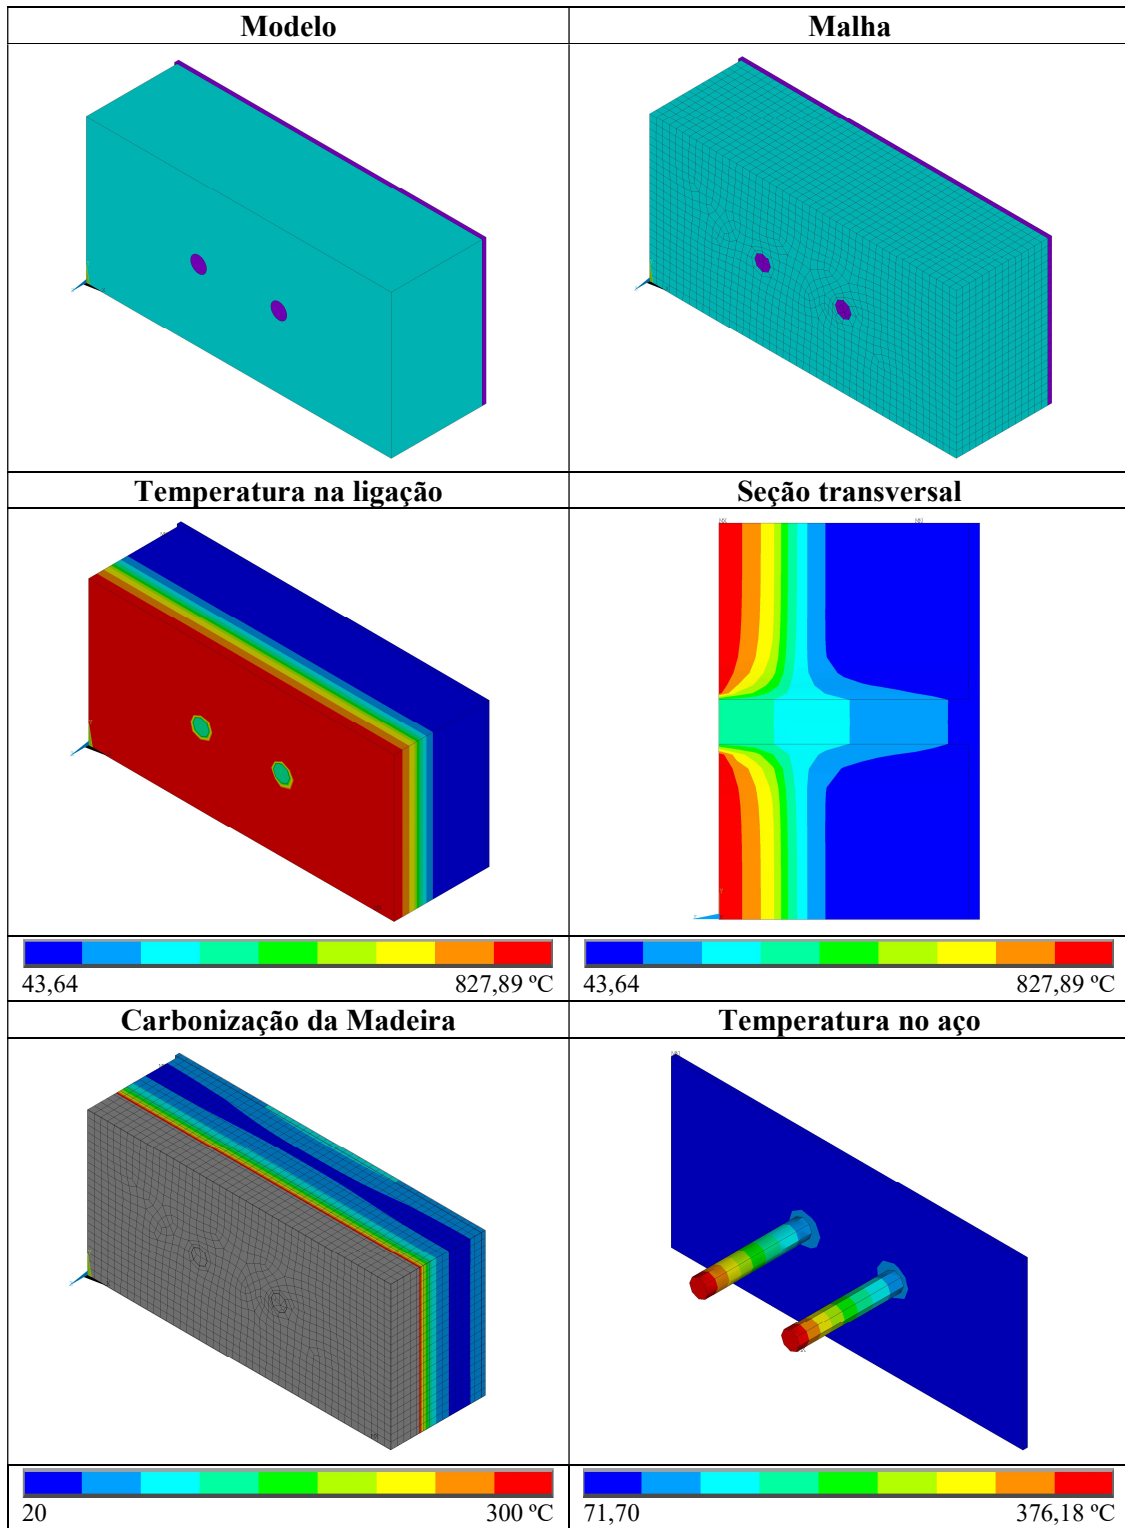 Modelo Malha
Temperatura na ligação Seção transversal
43,64 827,89 ºC 43,64 827,89 ºC
Carbonização da Madeira Temperatura no aço
20 300 ºC 71,70 376,18 ºC